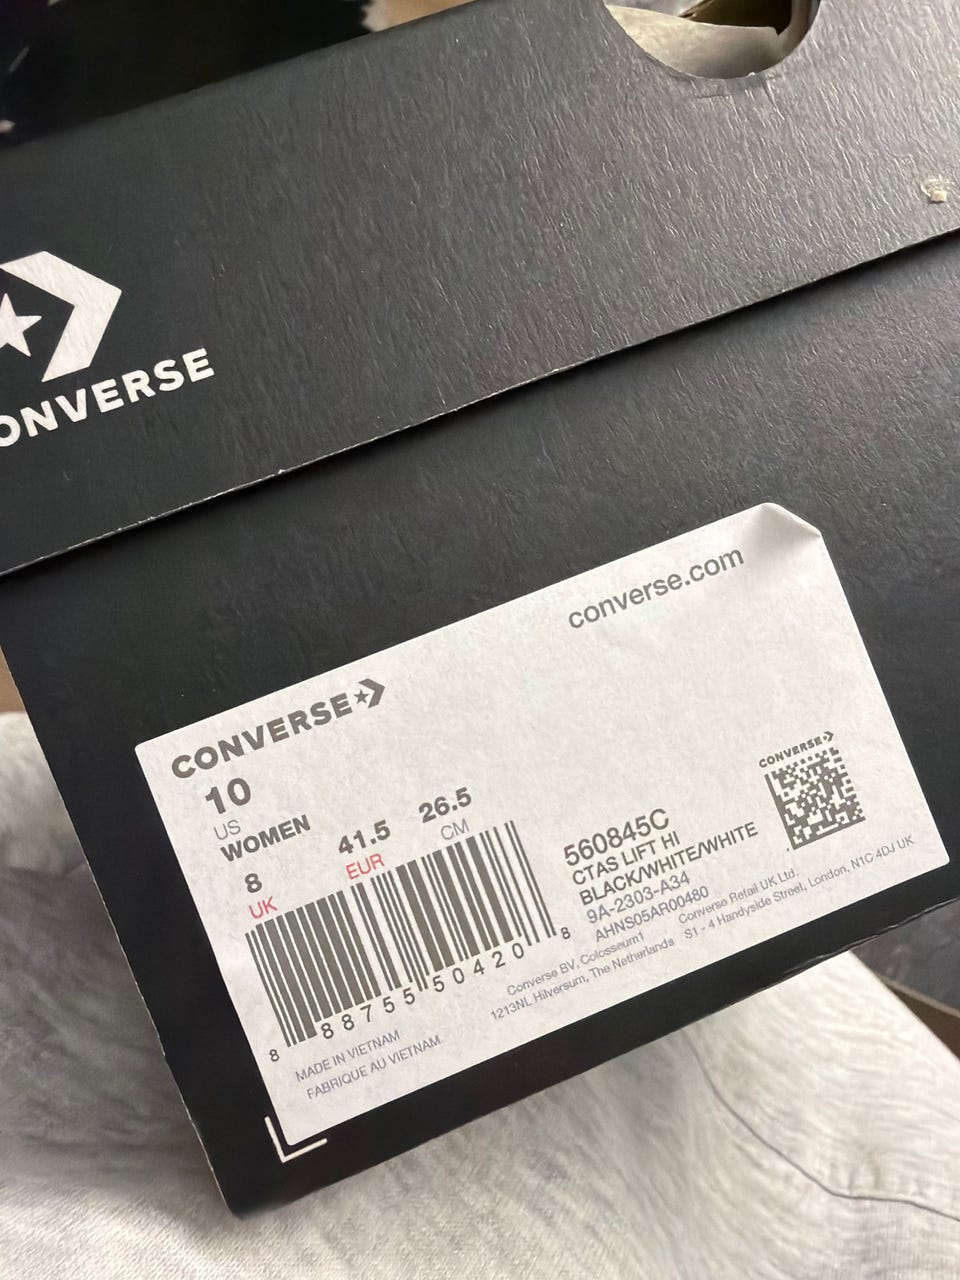 CONVERSE
converse.com
CONVERSE
10
US
WOMEN
8
UK
41.5
EUR
26.5
CM
8 88755 50420 8
560845C
CTAS LIFT HI
BLACK/WHITE/WHITE
9A-2303-A34
AHNS05AR00480
CONVERSE
Converse BV, Colosseum1
1213NL Hilversum, The Netherlands
Converse Retail UK Ltd.
S1 - 4 Handyside Street, London, N1C 4DJ UK
MADE IN VIETNAM
FABRIQUE AU VIETNAM